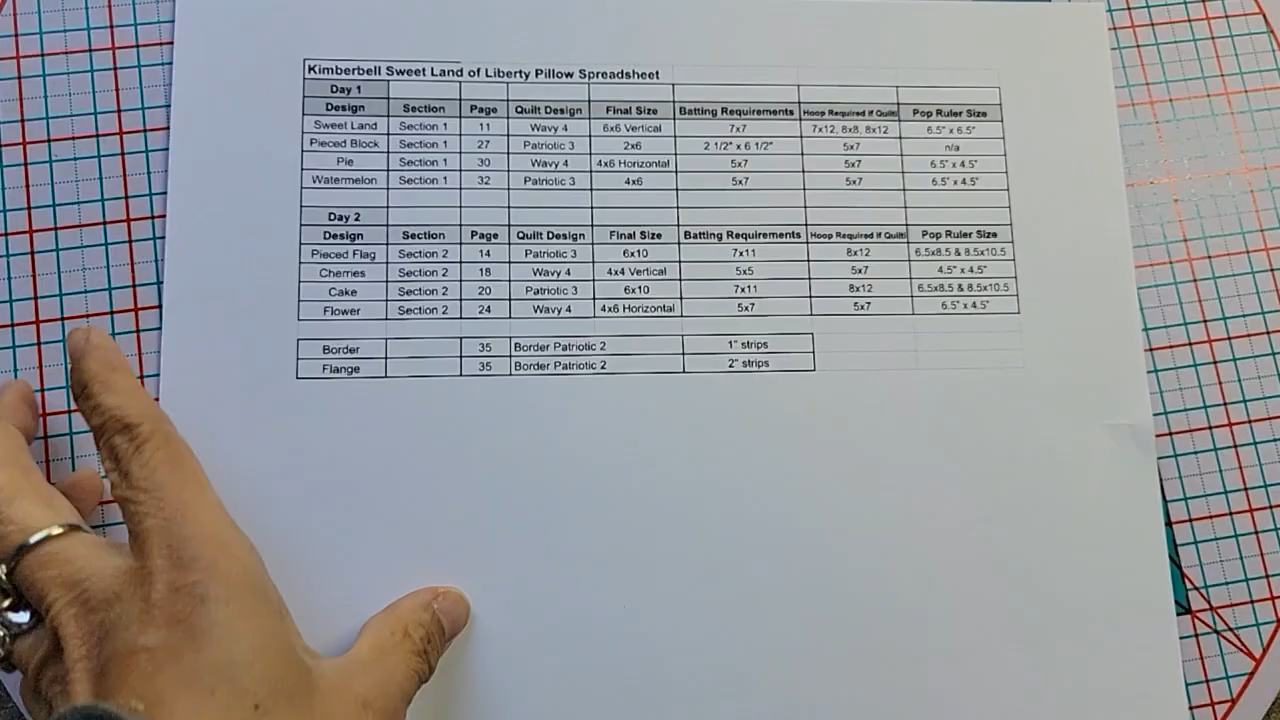 Kimberbell Sweet Land of Liberty Pillow Spreadsheet
Day 1
Design Section Page Quilt Design Final Size Batting Requirements Hoop Required if Quilti Pop Ruler Size
Sweet Land Section 1 11 Wavy 4 6x6 Vertical 7x7 7x12, 8x8, 8x12 6.5" x 6.5"
Pieced Block Section 1 27 Patriotic 3 2x6 2 1/2" x 6 1/2" 5x7 n/a
Pie Section 1 30 Wavy 4 4x6 Horizontal 5x7 5x7 6.5" x 4.5"
Watermelon Section 1 32 Patriotic 3 4x6 5x7 5x7 6.5" x 4.5"
Day 2
Design Section Page Quilt Design Final Size Batting Requirements Hoop Required if Quilti Pop Ruler Size
Pieced Flag Section 2 14 Patriotic 3 6x10 7x11 8x12 6.5x8.5 & 8.5x10.5
Cherries Section 2 18 Wavy 4 4x4 Vertical 5x5 5x7 4.5" x 4.5"
Cake Section 2 20 Patriotic 3 6x10 7x11 8x12 6.5x8.5 & 8.5x10.5
Flower Section 2 24 Wavy 4 4x6 Horizontal 5x7 5x7 6.5" x 4.5"
Border 35 Border Patriotic 2 1" strips
Flange 35 Border Patriotic 2 2" strips